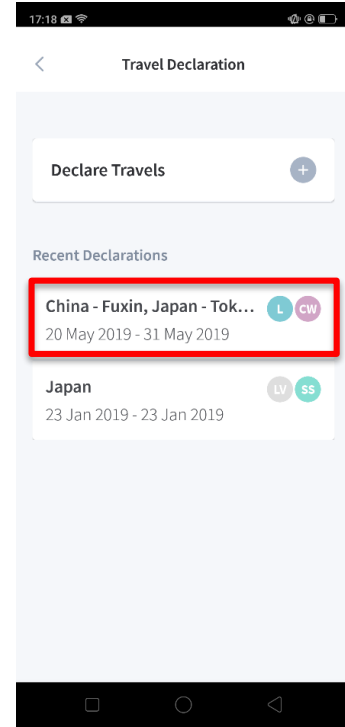 17:18
Travel Declaration
Declare Travels
Recent Declarations
China - Fuxin, Japan - Tok... L CW
20 May 2019 - 31 May 2019
Japan LV SS
23 Jan 2019 - 23 Jan 2019